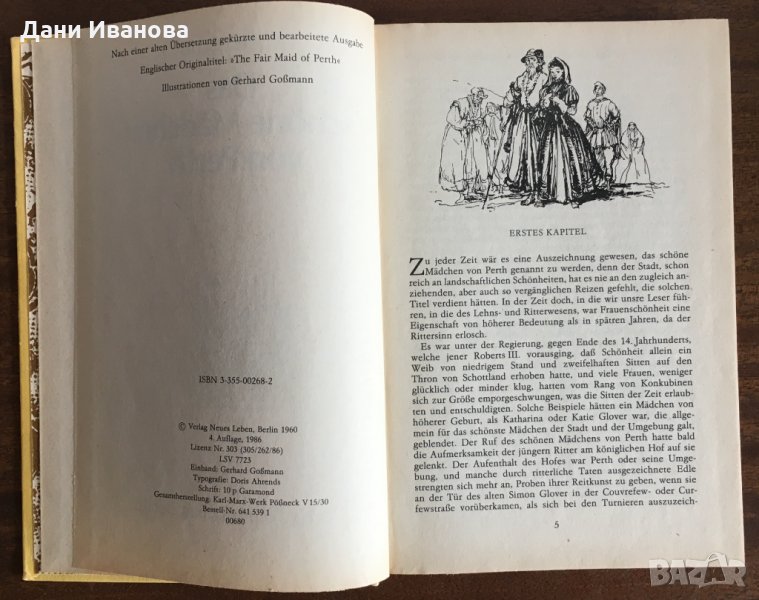 Дани Иванова
Nach einer alten Übersetzung gekürzte und bearbeitete Ausgabe
Englischer Originaltitel: »The Fair Maid of Perth«
Illustrationen von Gerhard Goßmann
ISBN 3-355-00268-2
© Verlag Neues Leben, Berlin 1960
4. Auflage, 1986
Lizenz Nr. 303 (305/262/86)
LSV 7723
Einband: Gerhard Goßmann
Typografie: Doris Ahrends
Schrift: 10 p Garamond
Gesamtherstellung: Karl-Marx-Werk Pößneck V 15/30
Bestell-Nr. 641 539 1
00680
ERSTES KAPITEL
Zu jeder Zeit wär es eine Auszeichnung gewesen, das schöne
Mädchen von Perth genannt zu werden, denn der Stadt, schon
reich an landschaftlichen Schönheiten, hat es nie an den zugleich an-
ziehenden, aber auch so vergänglichen Reizen gefehlt, die solchen
Titel verdient hätten. In der Zeit doch, in die wir unsre Leser füh-
ren, in die des Lehns- und Ritterwesens, war Frauenschönheit eine
Eigenschaft von höherer Bedeutung als in spätren Jahren, da der
Rittersinn erlosch.
Es war unter der Regierung, gegen Ende des 14. Jahrhunderts,
welche jener Roberts III. vorausging, daß Schönheit allein ein
Weib von niedrigem Stand und zweifelhaften Sitten auf den
Thron von Schottland erhoben hatte, und viele Frauen, weniger
glücklich oder minder klug, hatten vom Rang von Konkubinen
sich zur Größe emporgeschwungen, was die Sitten der Zeit erlaub-
ten und entschuldigten. Solche Beispiele hätten ein Mädchen von
höherer Geburt, als Katharina oder Katie Glover war, die allgemein
für das schönste Mädchen der Stadt und der Umgebung galt,
geblendet. Der Ruf des schönen Mädchens von Perth hatte bald
die Aufmerksamkeit der jüngern Ritter am königlichen Hof auf sie
gelenkt. Der Aufenthalt des Hofes war Perth oder seine Umge-
bung, und manche durch ritterliche Taten ausgezeichnete Edle
strengten sich mehr an, Proben ihrer Reitkunst zu geben, wenn sie
an der Tür des alten Simon Glover in der Couvrefew- oder Cur-
fewstraße vorüberkamen, als sich bei den Turnieren auszuzeich-
5
BAZAR